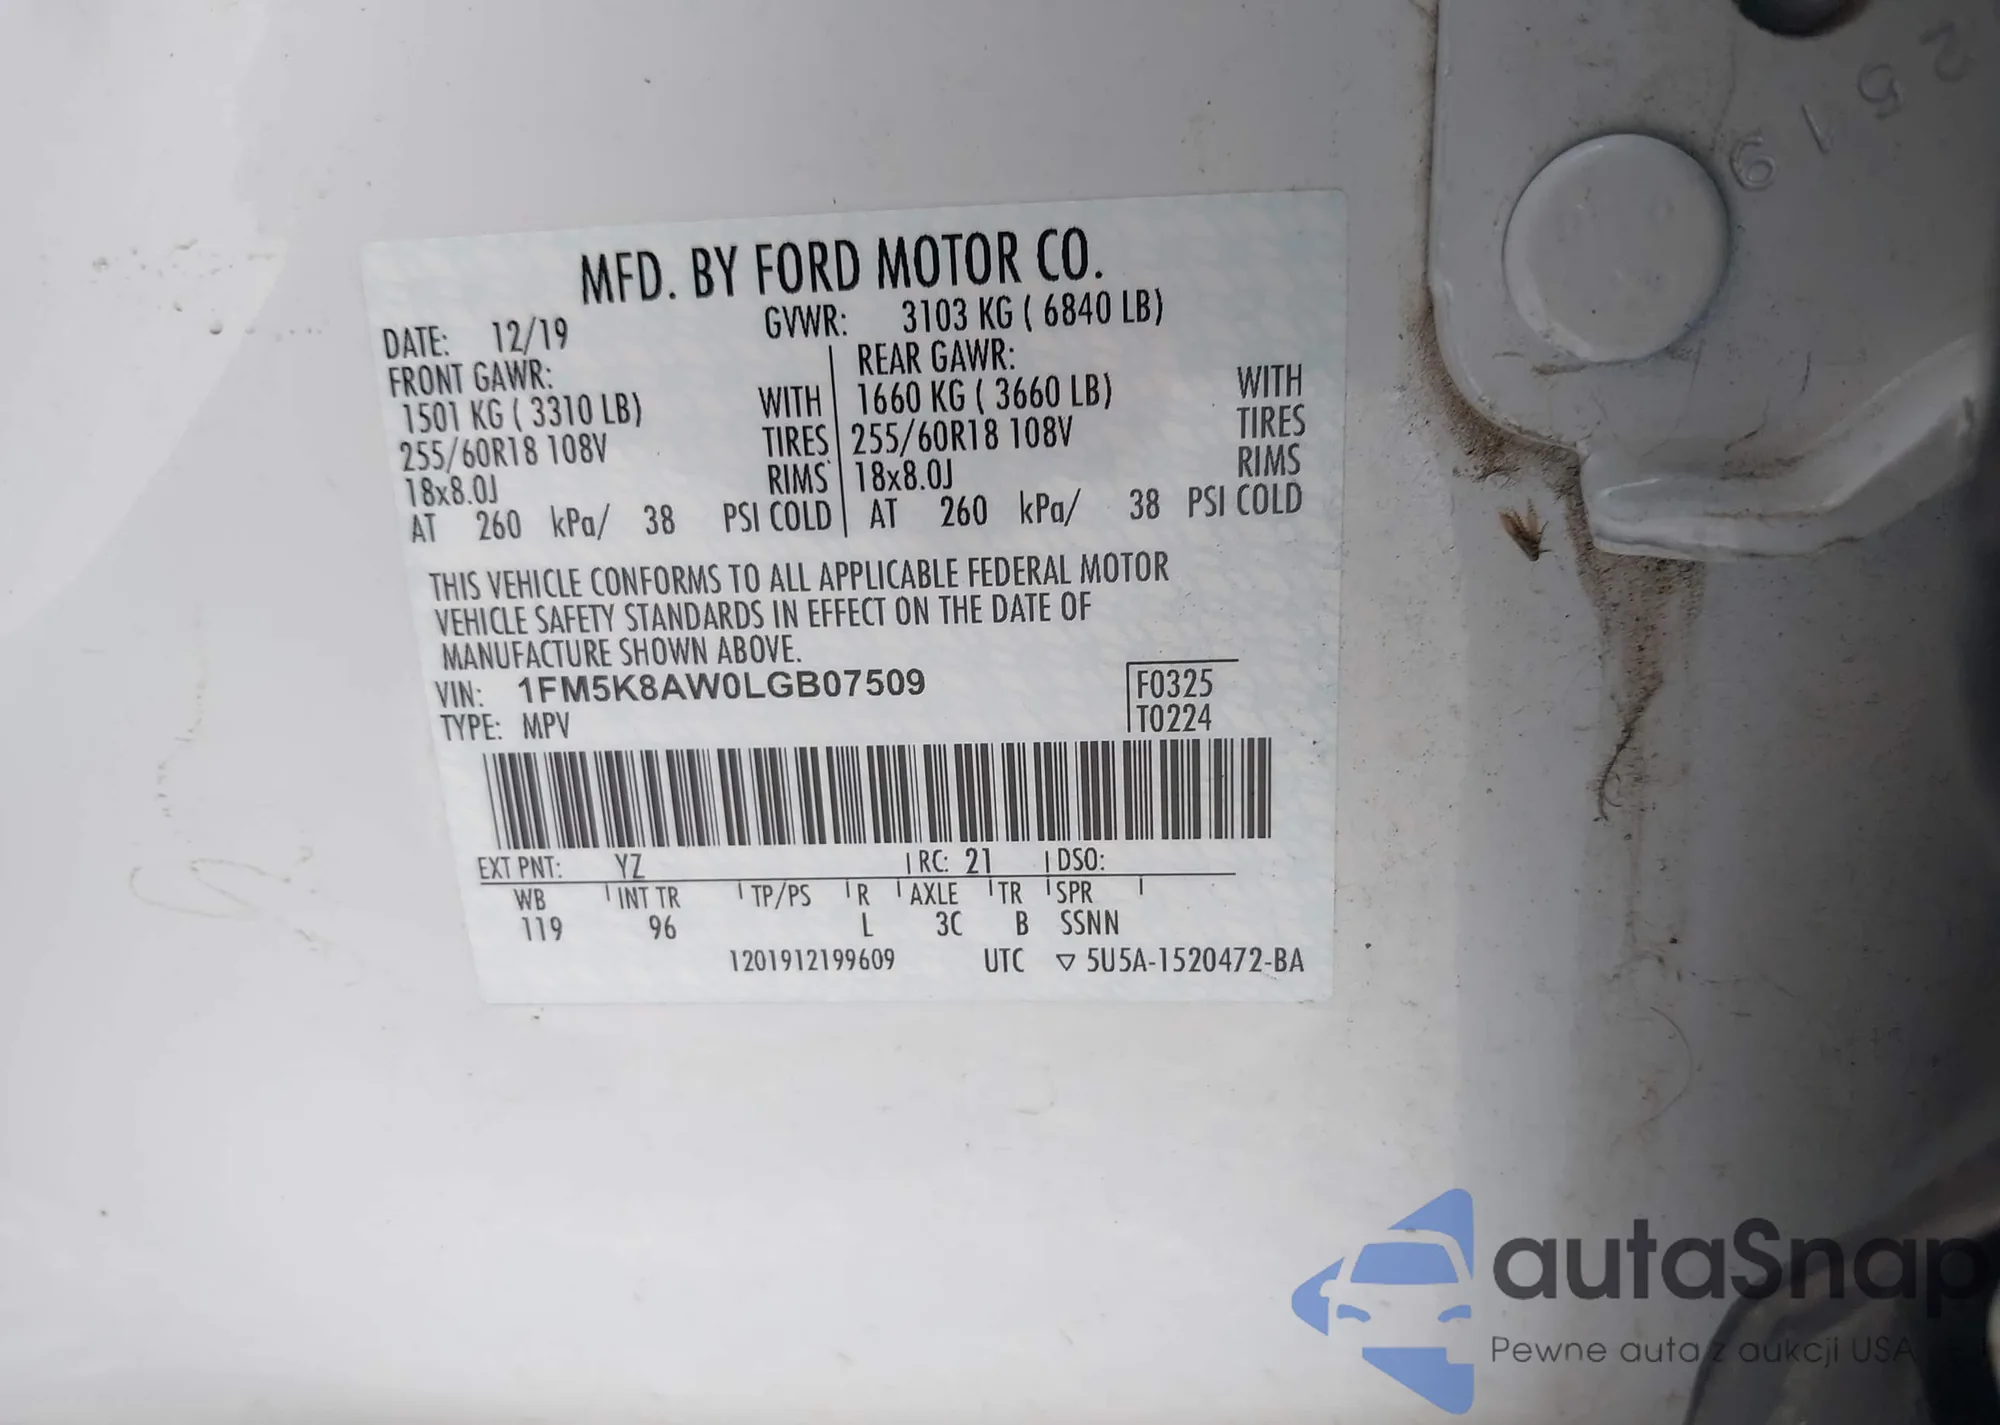 2519
MFD. BY FORD MOTOR CO.
DATE: 12/19 GVWR: 3103 KG ( 6840 LB)
FRONT GAWR: REAR GAWR:
1501 KG ( 3310 LB) WITH 1660 KG ( 3660 LB) WITH
255/60R18 108V TIRES 255/60R18 108V TIRES
18x8.0J RIMS 18x8.0J RIMS
AT 260 kPa/ 38 PSI COLD AT 260 kPa/ 38 PSI COLD
THIS VEHICLE CONFORMS TO ALL APPLICABLE FEDERAL MOTOR
VEHICLE SAFETY STANDARDS IN EFFECT ON THE DATE OF
MANUFACTURE SHOWN ABOVE.
VIN: 1FM5K8AW0LGB07509 F0325
TYPE: MPV T0224
EXT PNT: YZ RC: 21 DSO:
WB INT TR TP/PS R AXLE TR SPR
119 96 L 3C B SSNN
1201912199609 UTC ▽ 5U5A-1520472-BA
autaSnap
Pewne auta z aukcji USA